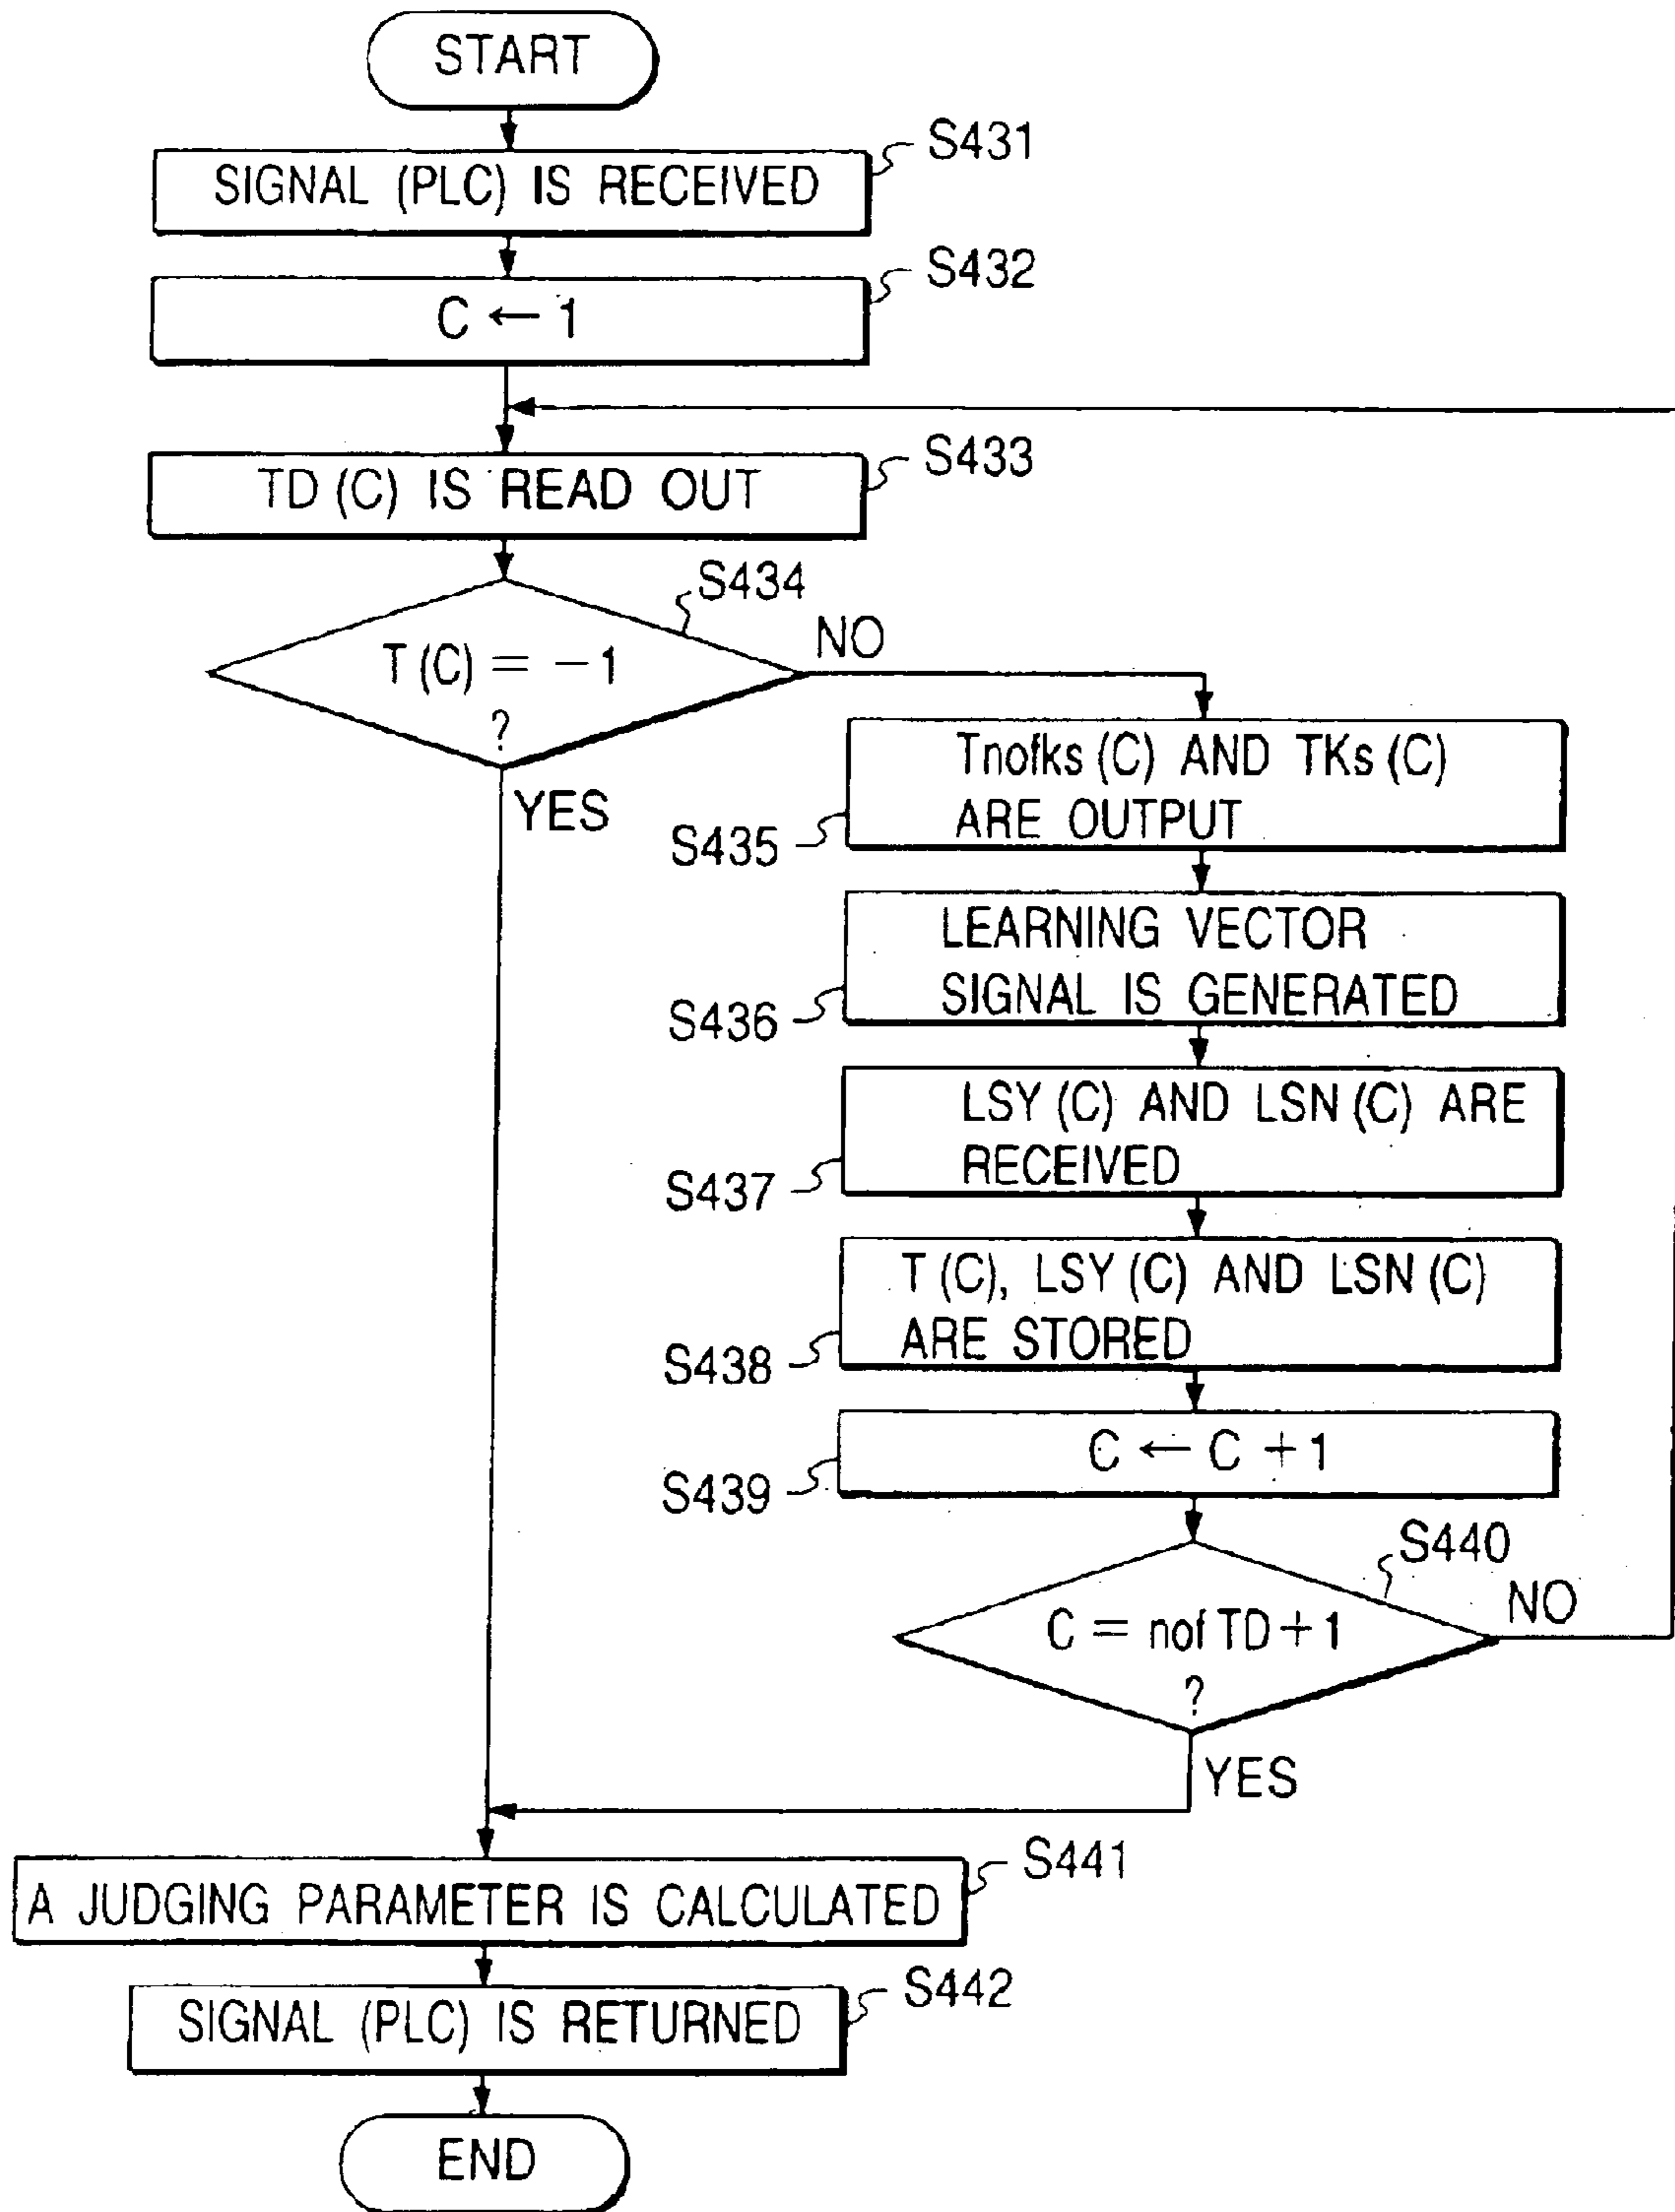 START
SIGNAL (PLC) IS RECEIVED
S431
C ← 1
S432
TD (C) IS READ OUT
S433
T (C) = −1
?
S434
NO
YES
Tnofks (C) AND TKs (C)
ARE OUTPUT
S435
LEARNING VECTOR
SIGNAL IS GENERATED
S436
LSY (C) AND LSN (C) ARE
RECEIVED
S437
T (C), LSY (C) AND LSN (C)
ARE STORED
S438
C ← C +1
S439
C = nof TD+1
?
S440
NO
YES
A JUDGING PARAMETER IS CALCULATED
S441
SIGNAL (PLC) IS RETURNED
S442
END